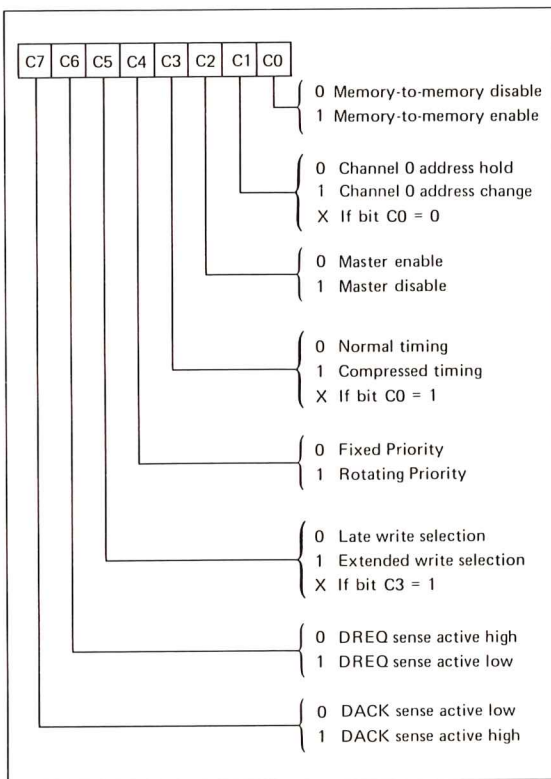 C7 C6 C5 C4 C3 C2 C1 C0
0 Memory-to-memory disable
1 Memory-to-memory enable
0 Channel 0 address hold
1 Channel 0 address change
X If bit C0 = 0
0 Master enable
1 Master disable
0 Normal timing
1 Compressed timing
X If bit C0 = 1
0 Fixed Priority
1 Rotating Priority
0 Late write selection
1 Extended write selection
X If bit C3 = 1
0 DREQ sense active high
1 DREQ sense active low
0 DACK sense active low
1 DACK sense active high